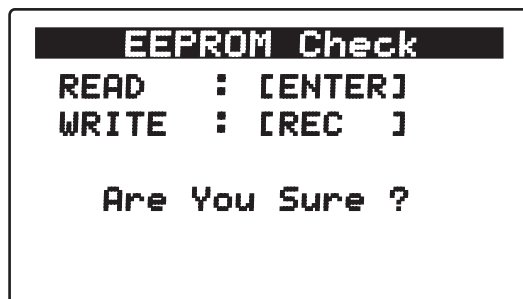 EEPROM Check
READ : [ENTER]
WRITE : [REC ]
Are You Sure ?